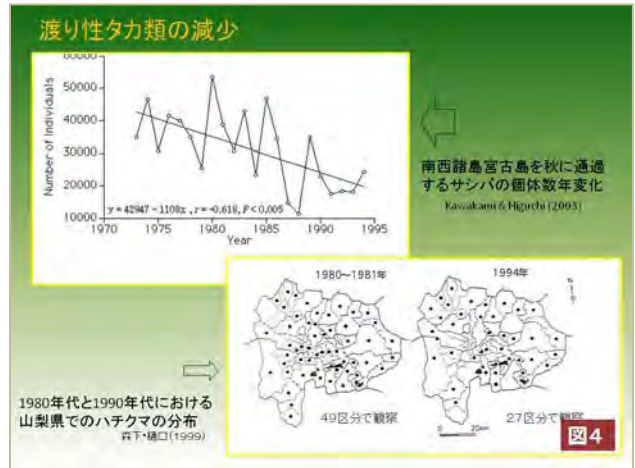 渡り性タカ類の減少
60000
50000
40000
30000
20000
10000
Number of Individuals
y = 42947 - 1108x , r = -0.618, P < 0.005
1970
1975
1980
1985
1990
1995
Year
南西諸島宮古島を秋に通過
するサシバの個体数年変化
Kawakami & Higuchi (2003)
1980～1981年
1994年
49区分で観察
27区分で観察
0
20km
1980年代と1990年代における
山梨県でのハチクマの分布
森下・樋口(1999)
図4